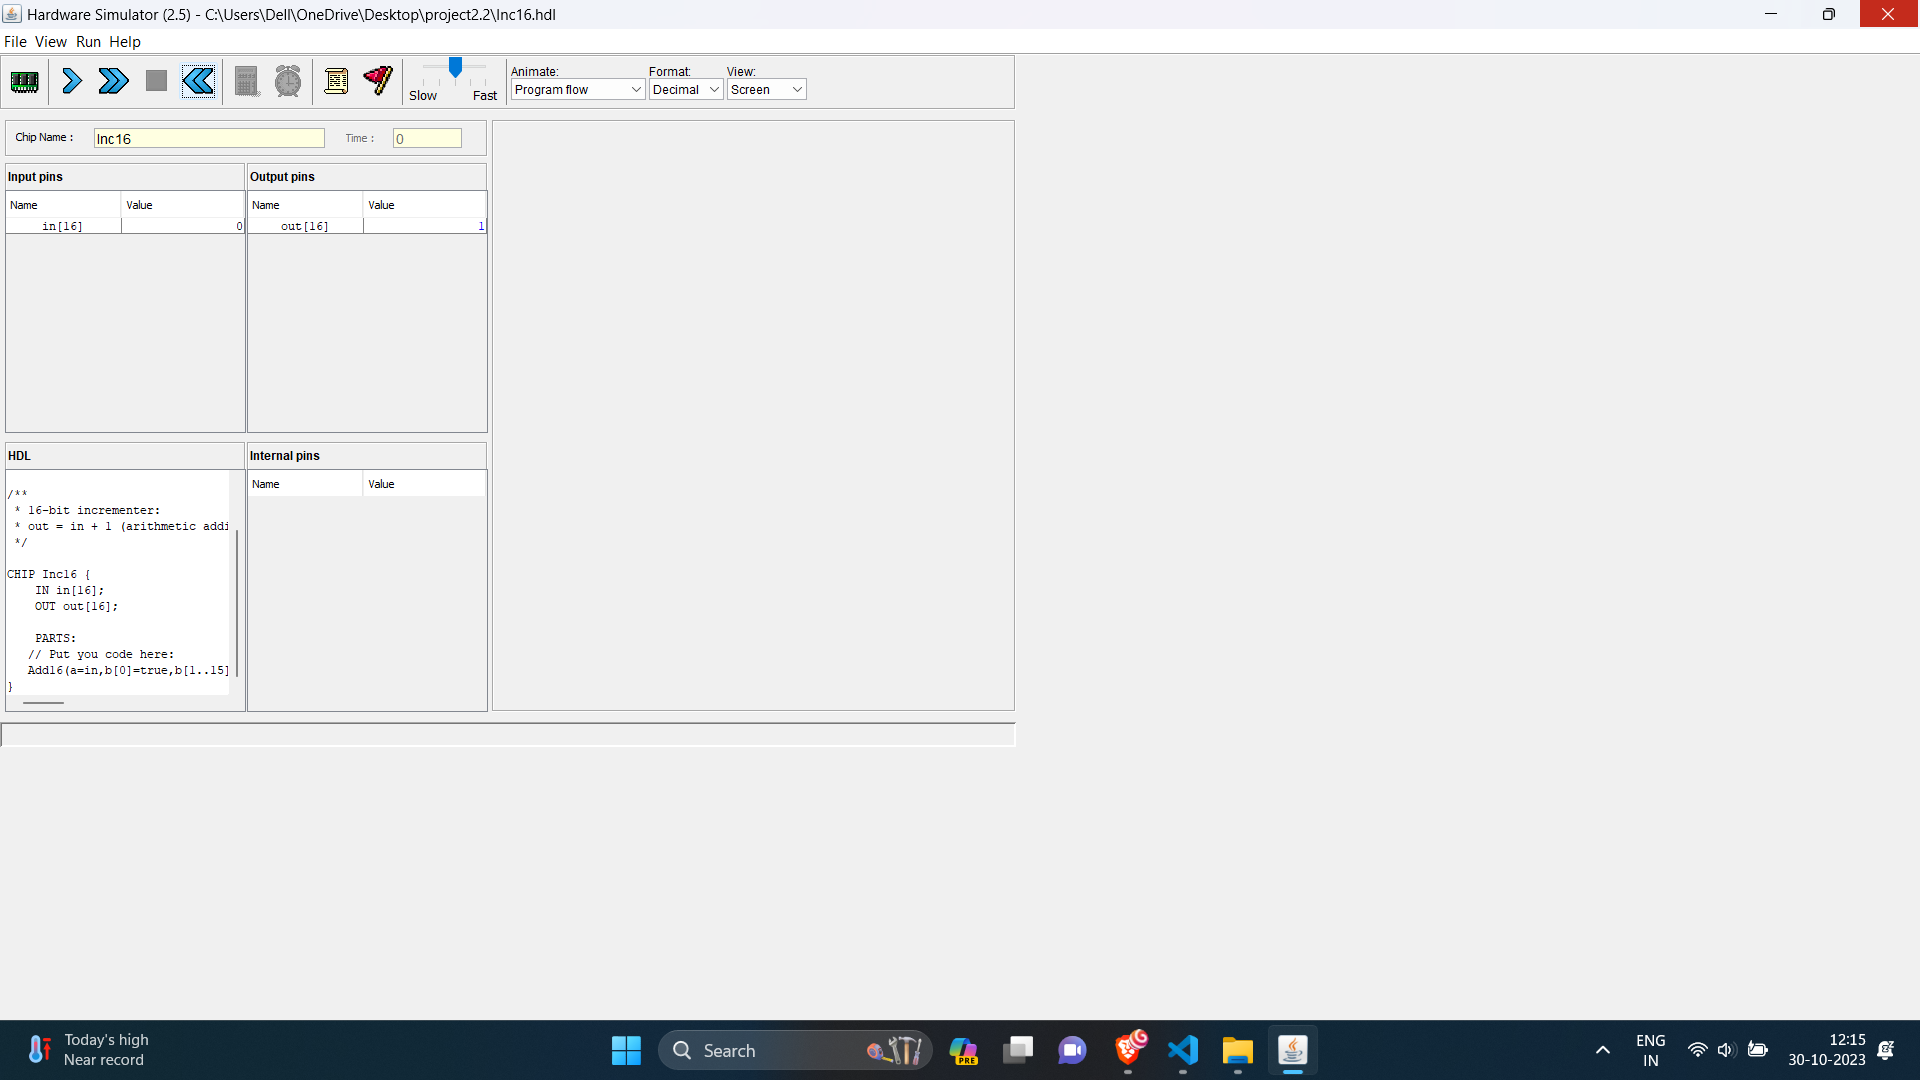 Hardware Simulator (2.5) - C:\Users\Dell\OneDrive\Desktop\project2.2\Inc16.hdl
File View Run Help
Slow Fast
Animate:
Program flow
Format:
Decimal
View:
Screen
Chip Name : Inc16 Time : 0
Input pins
Name Value
in[16] 0
Output pins
Name Value
out[16] 1
HDL
/**
* 16-bit incrementer:
* out = in + 1 (arithmetic addi
*/
CHIP Inc16 {
IN in[16];
OUT out[16];
PARTS:
// Put you code here:
Add16(a=in,b[0]=true,b[1..15]
}
Internal pins
Name Value
Today's high
Near record
Search
PRE
ENG
IN
12:15
30-10-2023